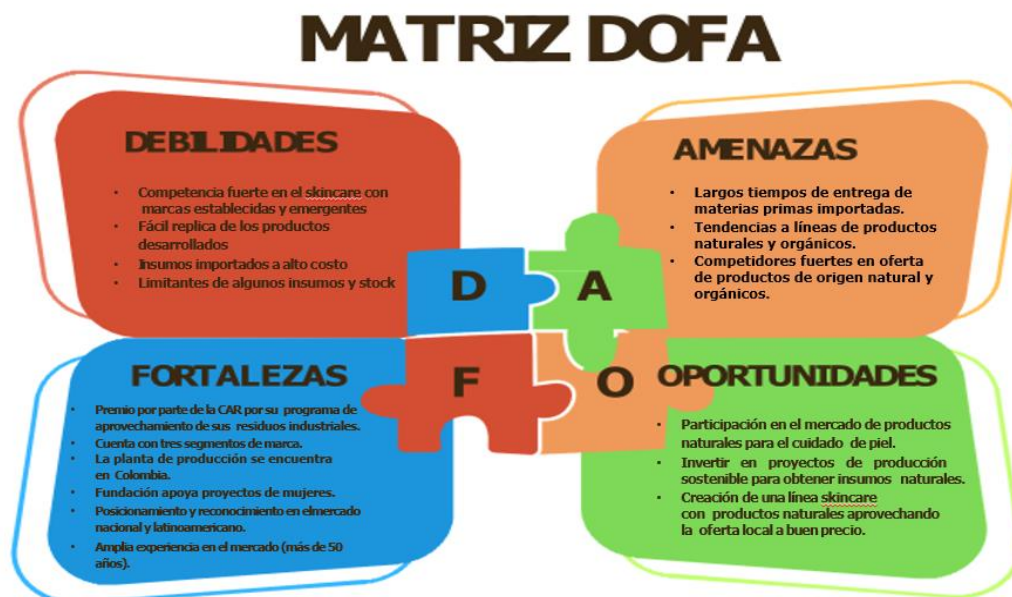 MATRIZ DOFA
DEBILIDADES
• Competencia fuerte en el skincare con
marcas establecidas y emergentes
• Fácil replica de los productos
desarrollados
• Insumos importados a alto costo
• Limitantes de algunos insumos y stock
AMENAZAS
• Largos tiempos de entrega de
materias primas importadas.
• Tendencias a líneas de productos
naturales y orgánicos.
• Competidores fuertes en oferta
de productos de origen natural y
orgánicos.
D
A
F
O
FORTALEZAS
• Premio por parte de la CAR por su programa de
aprovechamiento de sus residuos industriales.
• Cuenta con tres segmentos de marca.
• La planta de producción se encuentra
en Colombia.
• Fundación apoya proyectos de mujeres.
• Posicionamiento y reconocimiento en elmercado
nacional y latinoamericano.
• Amplia experiencia en el mercado (más de 50
años).
OPORTUNIDADES
• Participación en el mercado de productos
naturales para el cuidado de piel.
• Invertir en proyectos de producción
sostenible para obtener insumos naturales.
• Creación de una línea skincare
con productos naturales aprovechando
la oferta local a buen precio.